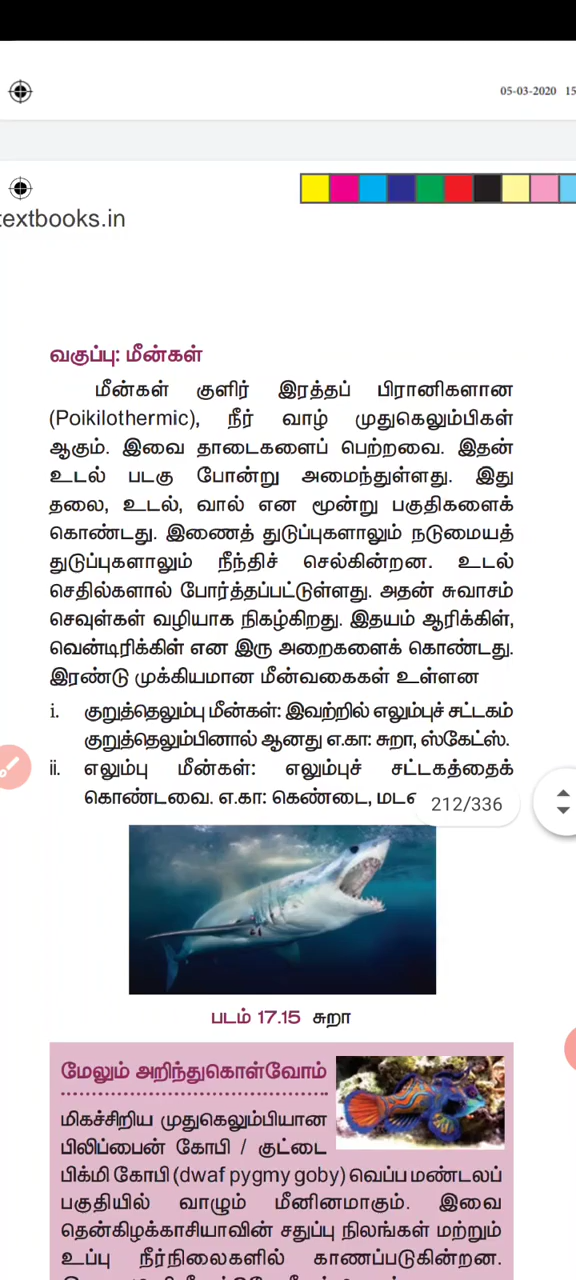 05-03-2020 15
textbooks.in
வகுப்பு: மீன்கள்
மீன்கள் குளிர் இரத்தப் பிரானிகளான
(Poikilothermic), நீர் வாழ் முதுகெலும்பிகள்
ஆகும். இவை தாடைகளைப் பெற்றவை. இதன்
உடல் படகு போன்று அமைந்துள்ளது. இது
தலை, உடல், வால் என மூன்று பகுதிகளைக்
கொண்டது. இணைத் துடுப்புகளாலும் நடுமையத்
துடுப்புகளாலும் நீந்திச் செல்கின்றன. உடல்
செதில்களால் போர்த்தப்பட்டுள்ளது. அதன் சுவாசம்
செவுள்கள் வழியாக நிகழ்கிறது. இதயம் ஆரிக்கிள்,
வென்டிரிக்கிள் என இரு அறைகளைக் கொண்டது.
இரண்டு முக்கியமான மீன்வகைகள் உள்ளன
i. குறுத்தெலும்பு மீன்கள்: இவற்றில் எலும்புச் சட்டகம்
குறுத்தெலும்பினால் ஆனது எ.கா: சுறா, ஸ்கேட்ஸ்.
ii. எலும்பு மீன்கள்: எலும்புச் சட்டகத்தைக்
கொண்டவை. எ.கா: கெண்டை,
212/336
படம் 17.15 சுறா
மேலும் அறிந்துகொள்வோம்
மிகச்சிறிய முதுகெலும்பியான
பிலிப்பைன் கோபி / குட்டை
பிக்மி கோபி (dwaf pygmy goby) வெப்ப மண்டலப்
பகுதியில் வாழும் மீனினமாகும். இவை
தென்கிழக்காசியாவின் சதுப்பு நிலங்கள் மற்றும்
உப்பு நீர்நிலைகளில் காணப்படுகின்றன.